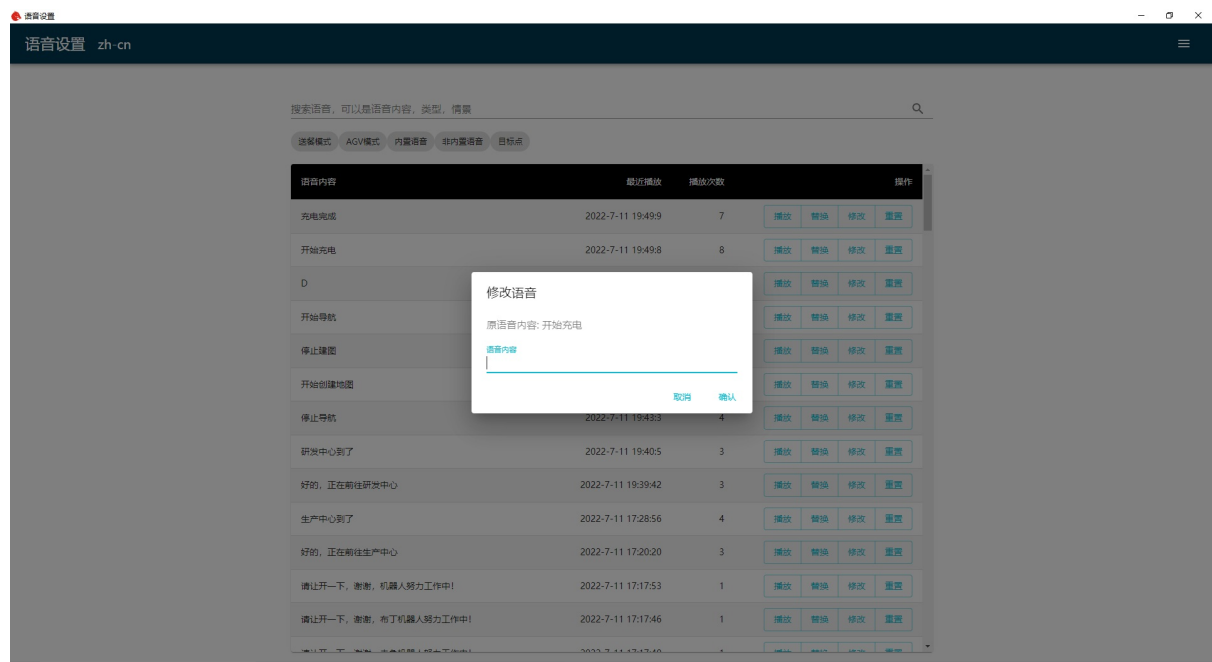 语音设置
语音设置 zh-cn
搜索语音，可以是语音内容，类型，情景
送餐模式 AGV模式 内置语音 非内置语音 目标点
语音内容 最近播放 播放次数 操作
充电完成 2022-7-11 19:49:9 7 播放 替换 修改 重置
开始充电 2022-7-11 19:49:8 8 播放 替换 修改 重置
D 播放 替换 修改 重置
开始导航 播放 替换 修改 重置
停止建图 播放 替换 修改 重置
开始创建地图 播放 替换 修改 重置
停止导航 2022-7-11 19:43:3 4 播放 替换 修改 重置
研发中心到了 2022-7-11 19:40:5 3 播放 替换 修改 重置
好的，正在前往研发中心 2022-7-11 19:39:42 3 播放 替换 修改 重置
生产中心到了 2022-7-11 17:28:56 4 播放 替换 修改 重置
好的，正在前往生产中心 2022-7-11 17:20:20 3 播放 替换 修改 重置
请让开一下，谢谢，机器人努力工作中！ 2022-7-11 17:17:53 1 播放 替换 修改 重置
请让开一下，谢谢，布丁机器人努力工作中！ 2022-7-11 17:17:46 1 播放 替换 修改 重置
修改语音
原语音内容: 开始充电
语音内容
取消 确认